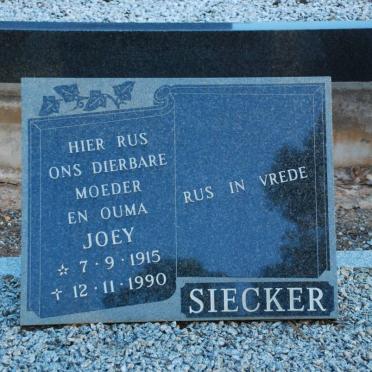 HIER RUS
ONS DIERBARE
MOEDER
EN OUMA
JOEY
☆ 7·9·1915
✝ 12·11·1990
RUS IN VREDE
SIECKER